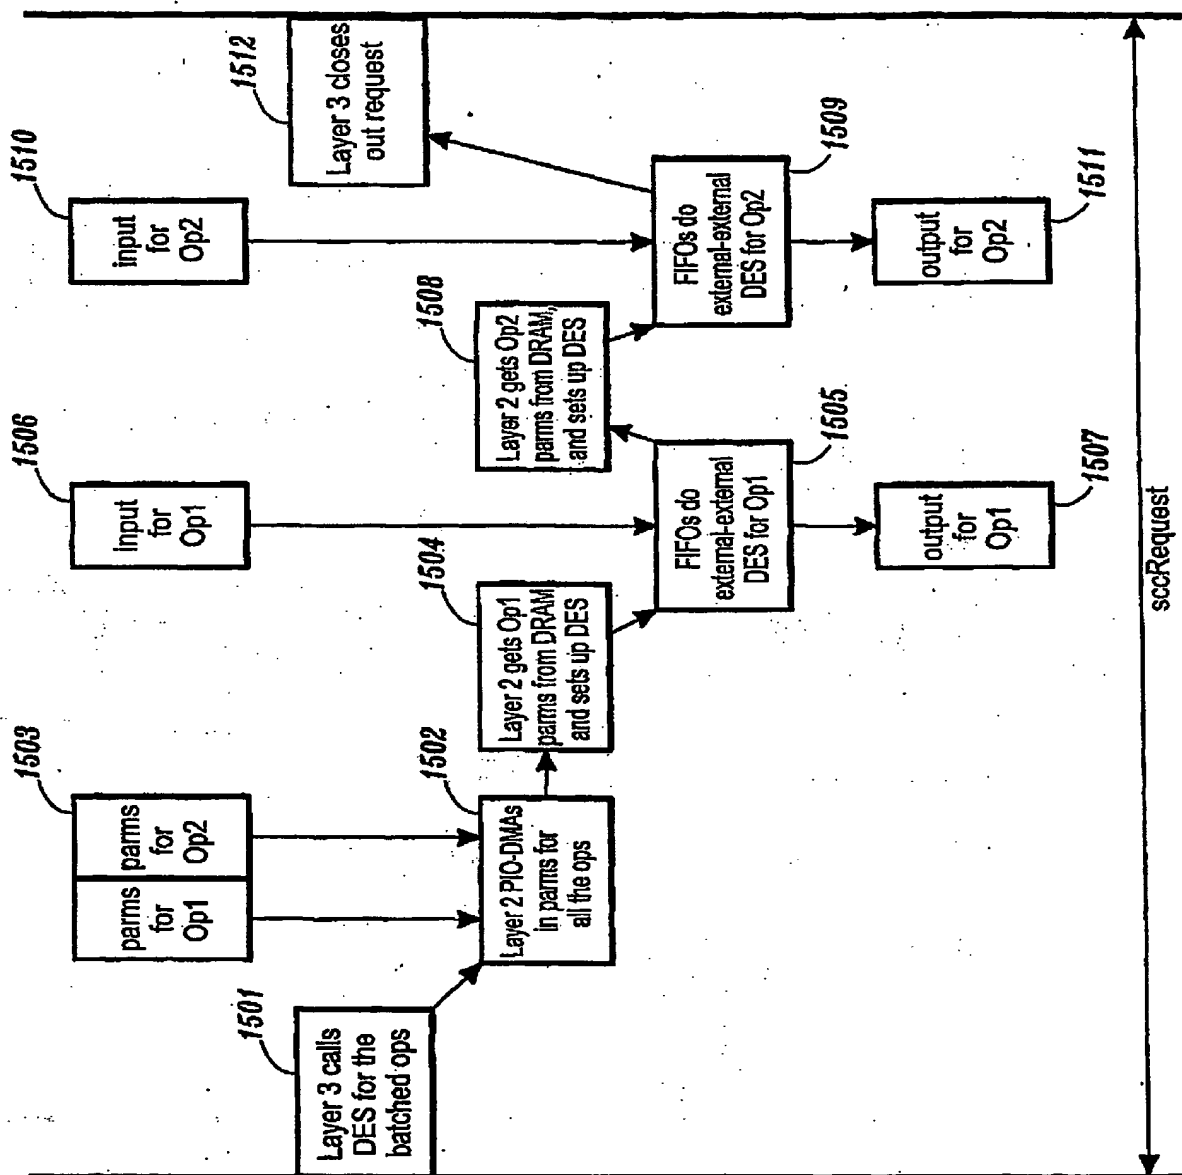 1501
Layer 3 calls
DES for the
batched ops
1503
parms
for
Op1
parms
for
Op2
1502
Layer 2 PIO-DMAs
in parms for
all the ops
1504
Layer 2 gets Op1
parms from DRAM
and sets up DES
1506
input
for
Op1
1505
FIFOs do
external-external
DES for Op1
1507
output
for
Op1
1508
Layer 2 gets Op2
parms from DRAM,
and sets up DES
1510
input
for
Op2
1509
FIFOs do
external-external
DES for Op2
1511
output
for
Op2
1512
Layer 3 closes
out request
sccRequest